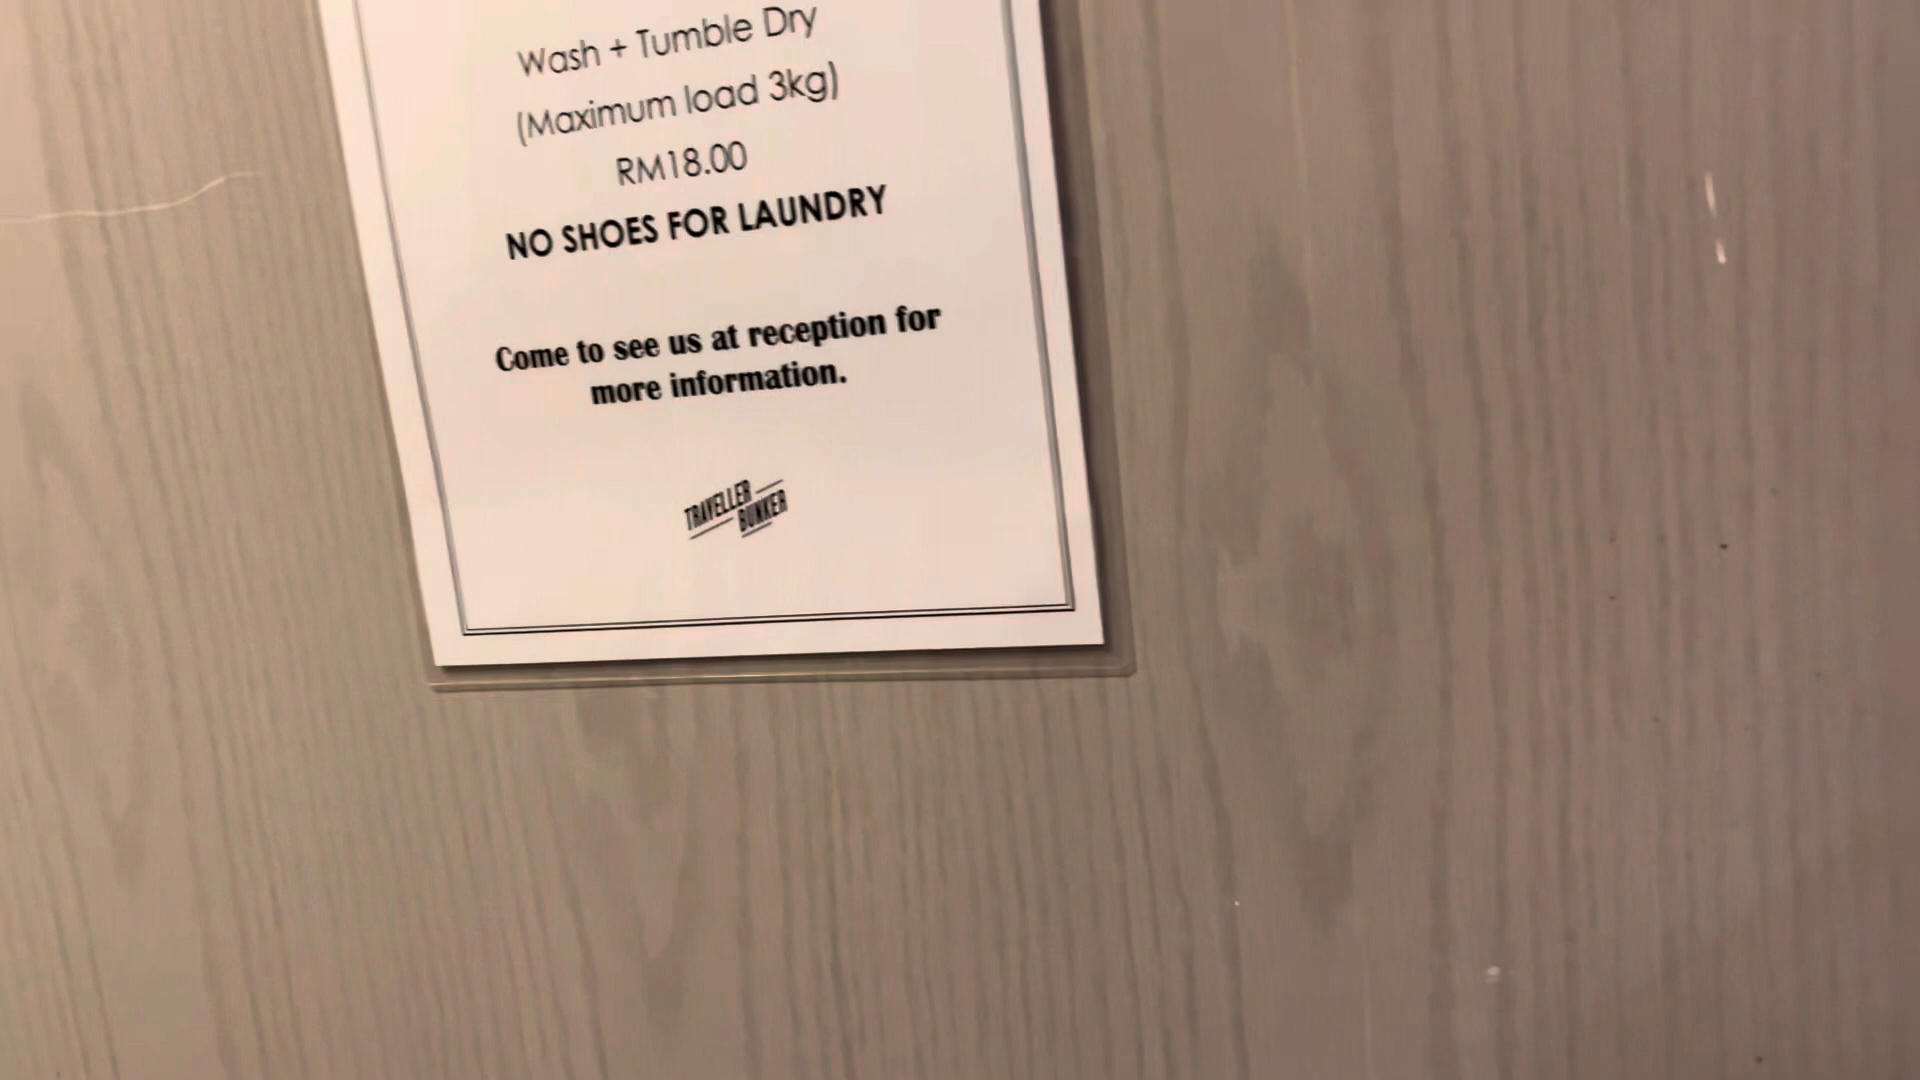 Wash + Tumble Dry
(Maximum load 3kg)
RM18.00
NO SHOES FOR LAUNDRY
Come to see us at reception for
more information.
TRAVELLER
BUNKER